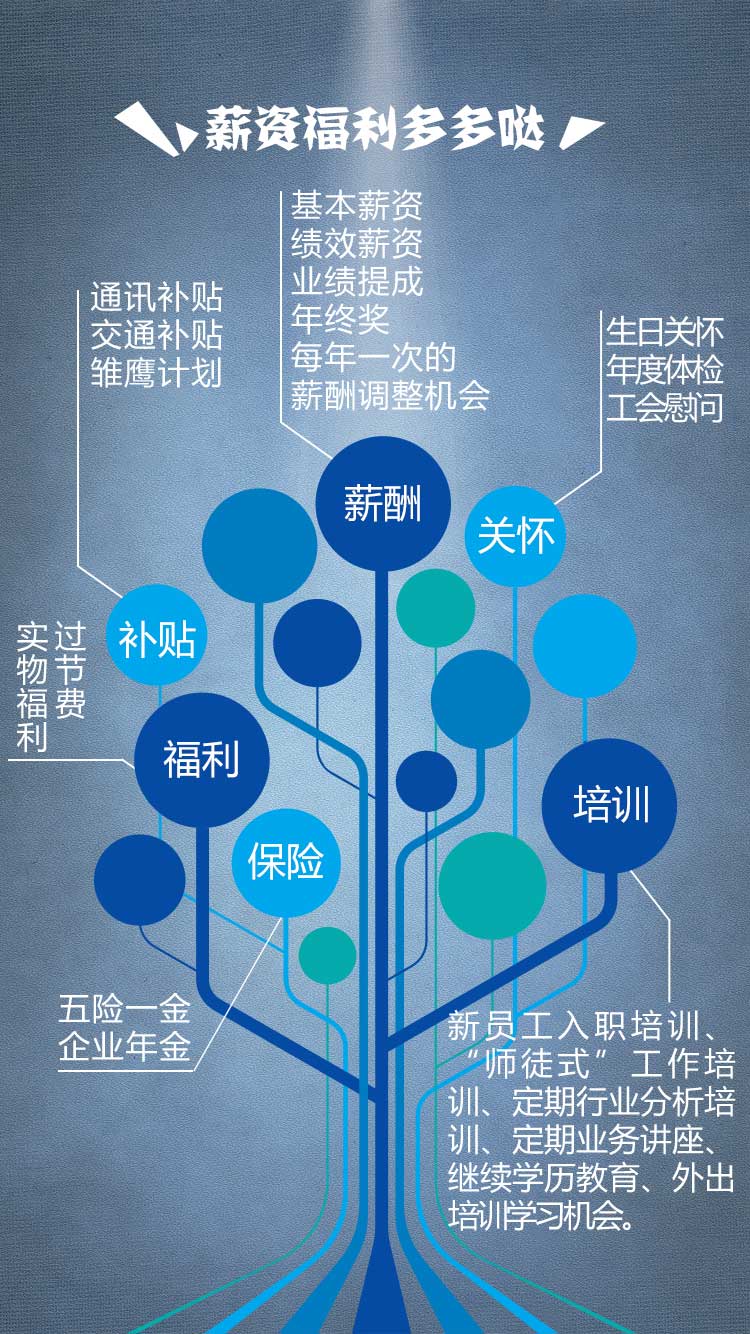 薪资福利多多哒
基本薪资
绩效薪资
业绩提成
年终奖
每年一次的
薪酬调整机会
通讯补贴
交通补贴
雏鹰计划
生日关怀
年度体检
工会慰问
薪酬
关怀
补贴
过节费
实物福利
福利
培训
保险
五险一金
企业年金
新员工入职培训、
“师徒式”工作培
训、定期行业分析培
训、定期业务讲座、
继续学历教育、外出
培训学习机会。